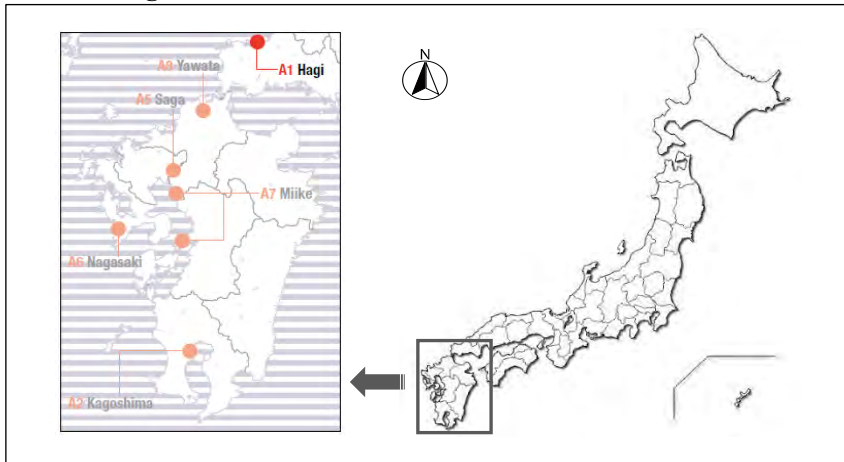 N
A1 Hagi
A3 Yawata
A5 Saga
A7 Miike
A6 Nagasaki
A2 Kagoshima